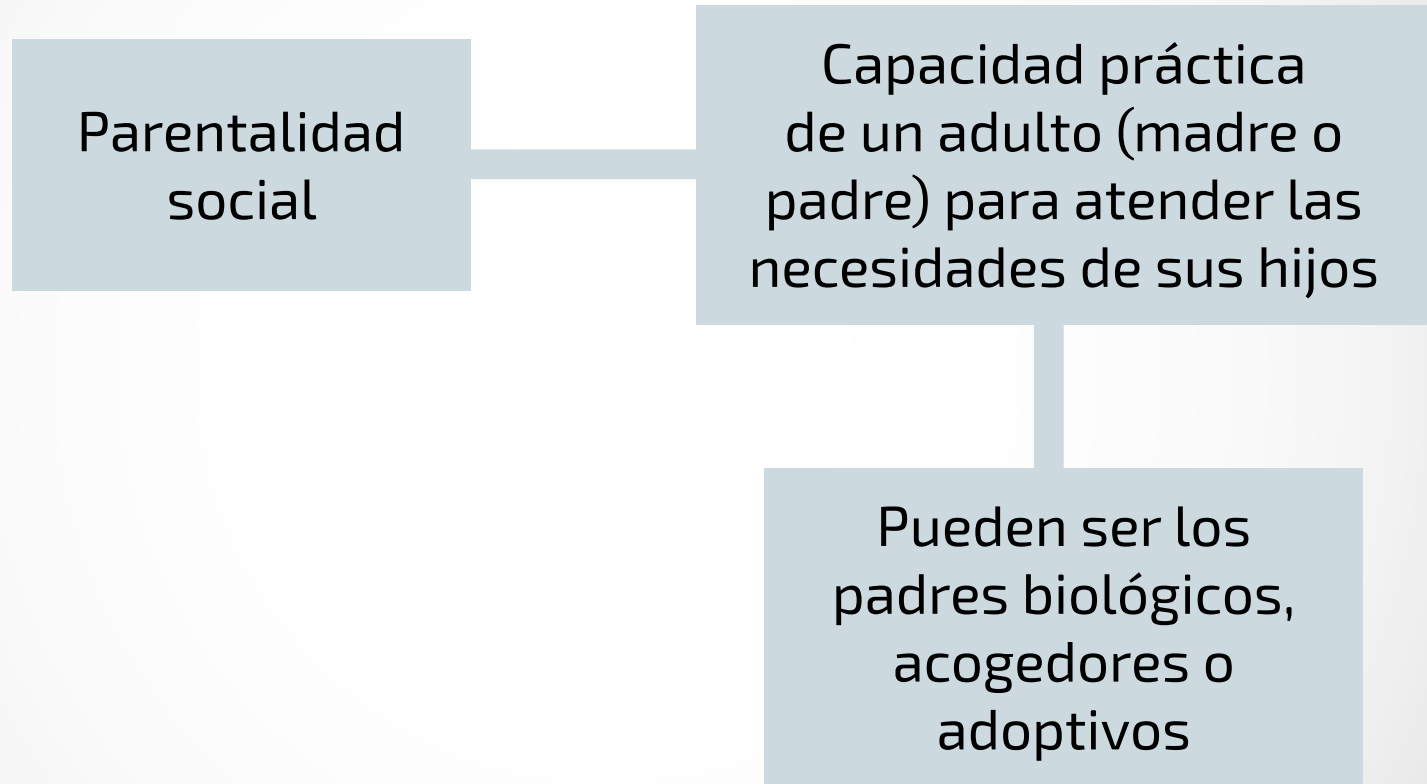 Parentalidad
social
Capacidad práctica
de un adulto (madre o
padre) para atender las
necesidades de sus hijos
Pueden ser los
padres biológicos,
acogedores o
adoptivos